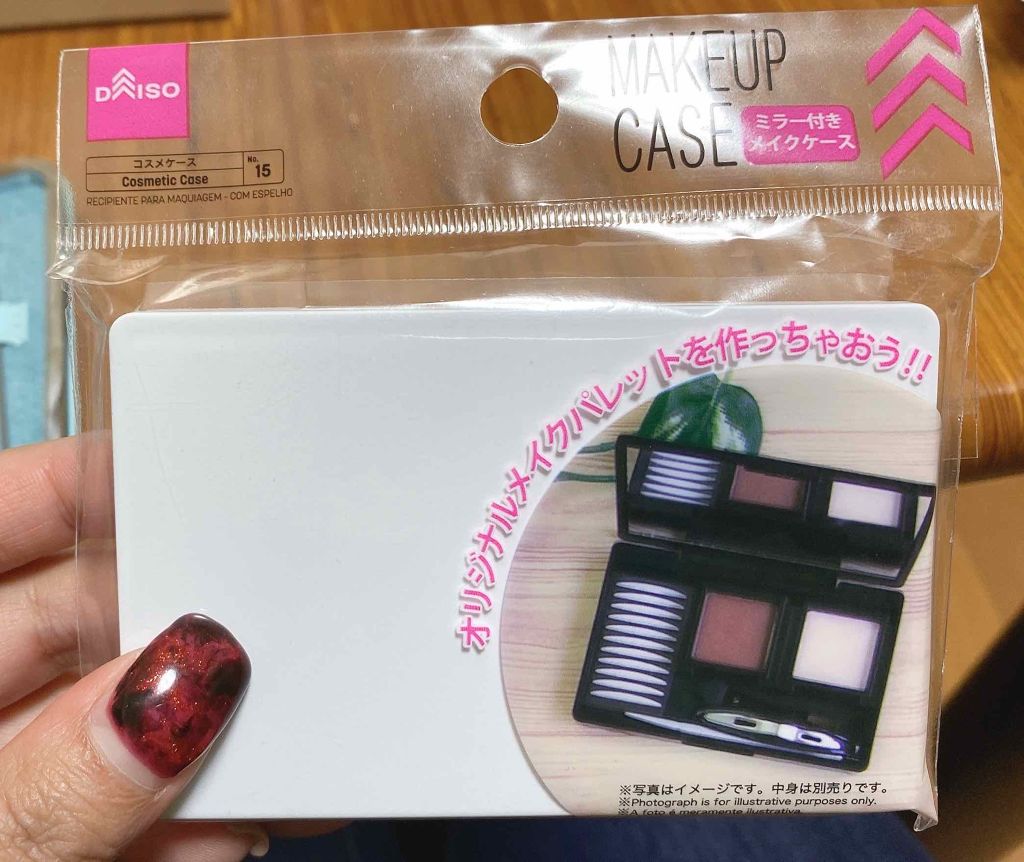 DAISO
コスメケース
Cosmetic Case
No.
15
RECIPIENTE PARA MAQUIAGEM - COM ESPELHO
MAKEUP
CASE
ミラー付き
メイクケース
オリジナルメイクパレットを作っちゃおう!!
※写真はイメージです。中身は別売りです。
※Photograph is for illustrative purposes only.
※A foto é meramente ilustrativa.